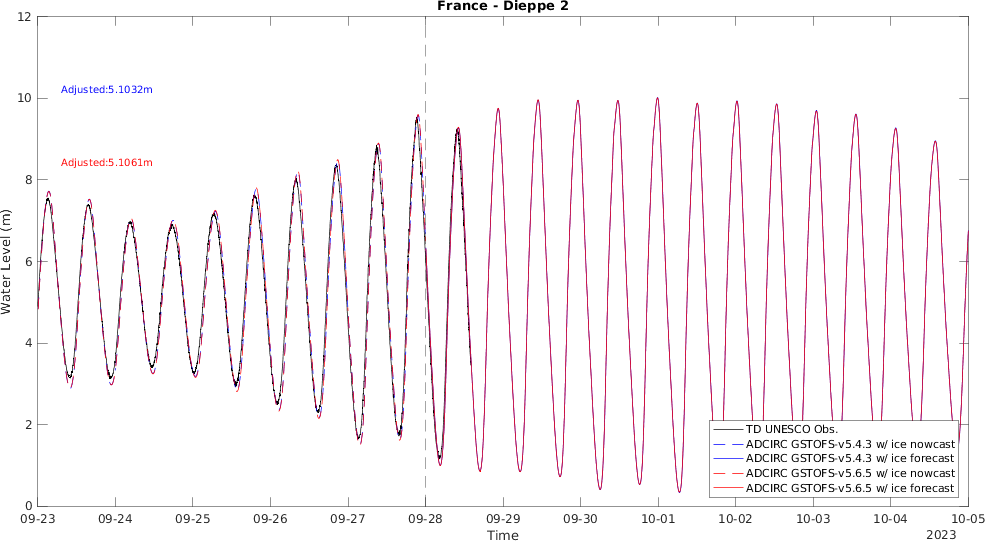 France - Dieppe 2
12
10
8
6
4
2
0
Water Level (m)
Adjusted:5.1032m
Adjusted:5.1061m
TD UNESCO Obs.
ADCIRC GSTOFS-v5.4.3 w/ ice nowcast
ADCIRC GSTOFS-v5.4.3 w/ ice forecast
ADCIRC GSTOFS-v5.6.5 w/ ice nowcast
ADCIRC GSTOFS-v5.6.5 w/ ice forecast
09-23 09-24 09-25 09-26 09-27 09-28 09-29 09-30 10-01 10-02 10-03 10-04 10-05
Time
2023